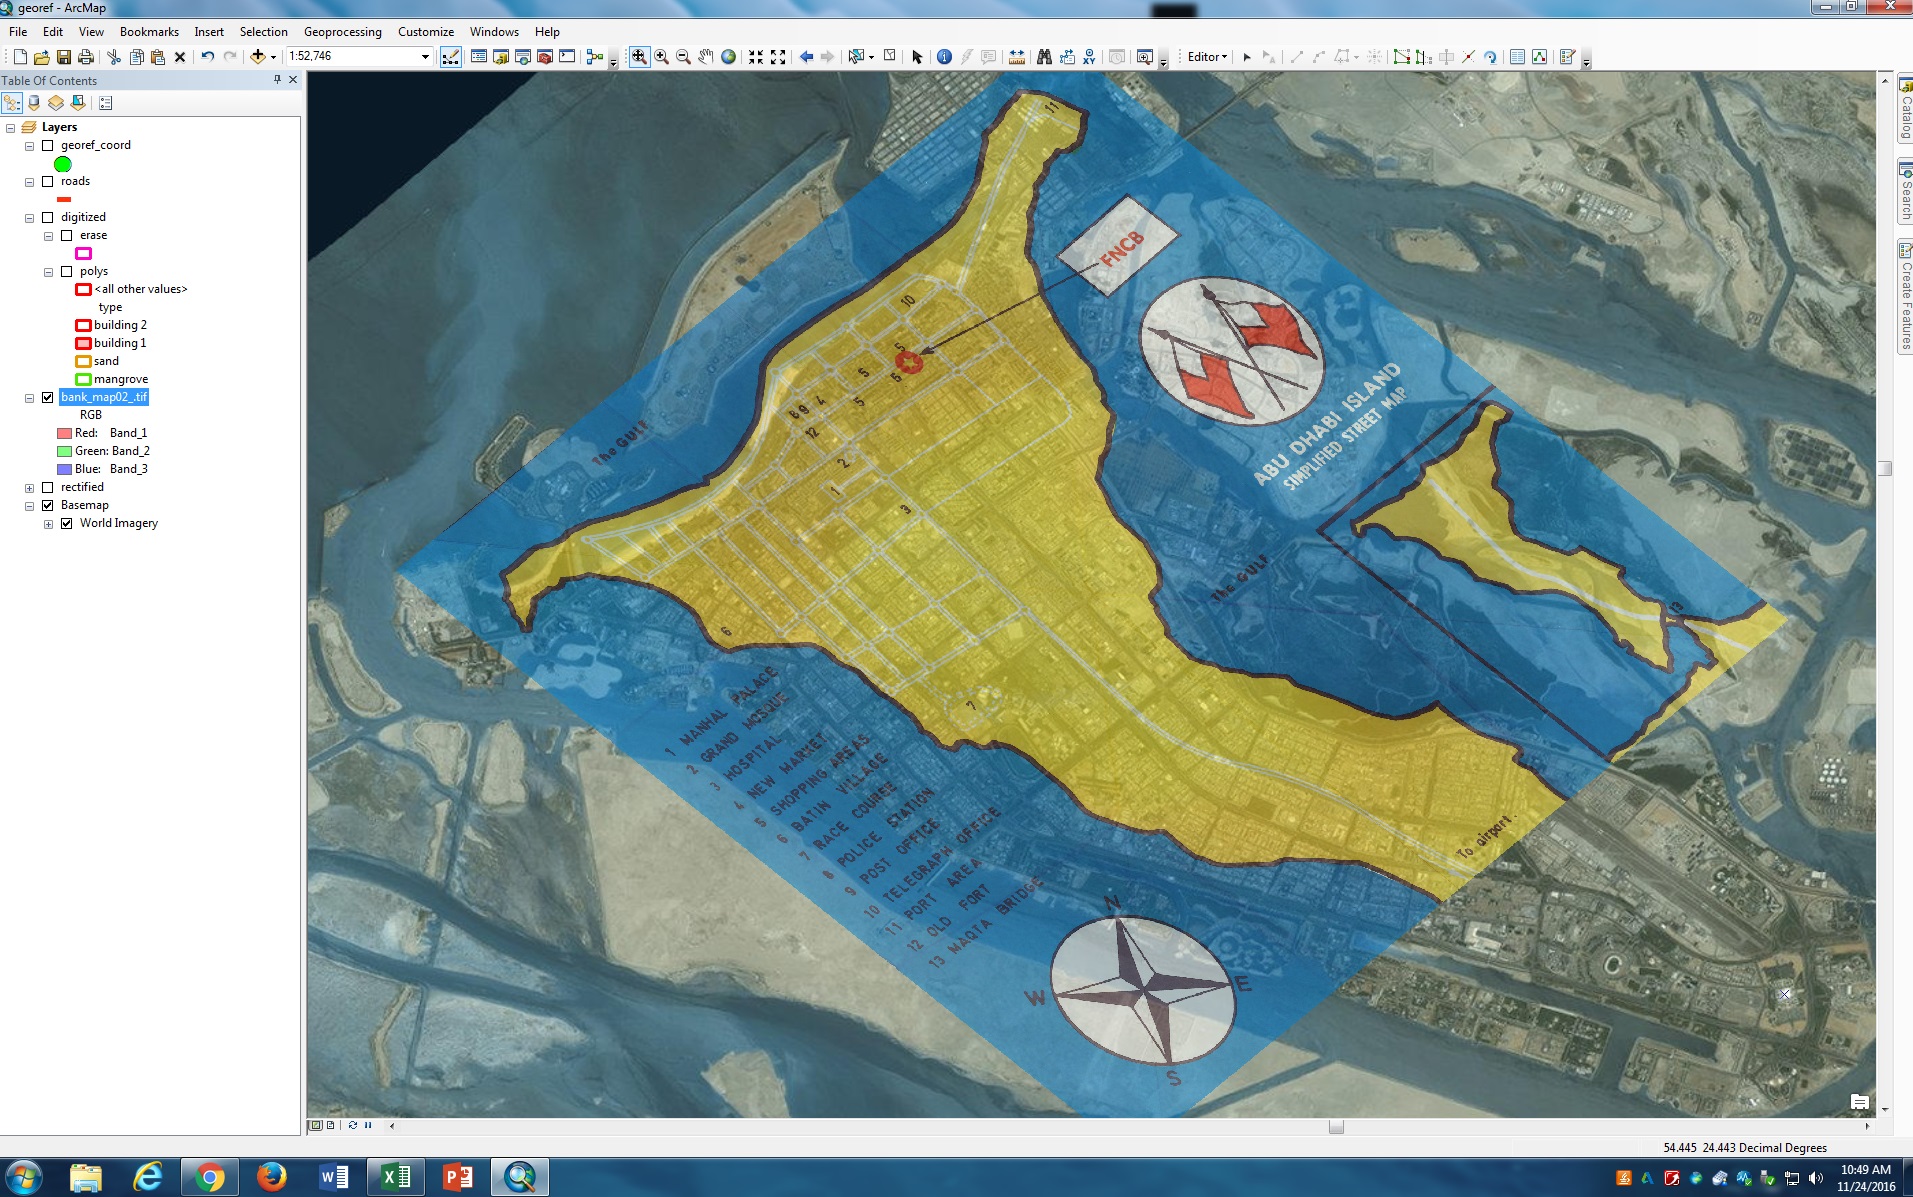 georef - ArcMap
File Edit View Bookmarks Insert Selection Geoprocessing Customize Windows Help
1:52,746
Editor
Table Of Contents
Layers
georef_coord
roads
digitized
erase
polys
<all other values>
type
building 2
building 1
sand
mangrove
bank_map02_.tif
RGB
Red: Band_1
Green: Band_2
Blue: Band_3
rectified
Basemap
World Imagery
Catalog
Search
Create Features
11
FNCB
10
5
5
5
5
8 9 4
12
2
1
3
6
7
The GULF
ABU DHABI ISLAND
SIMPLIFIED STREET MAP
The GULF
13
To airport.
1 MANHAL PALACE
2 GRAND MOSQUE
3 HOSPITAL
4 NEW MARKET
5 SHOPPING AREAS
6 BATIN VILLAGE
7 RACE COURSE
8 POLICE STATION
9 POST OFFICE
10 TELEGRAPH OFFICE
11 PORT AREA
12 OLD FORT
13 MAQTA BRIDGE
N
W
E
S
54.445 24.443 Decimal Degrees
10:49 AM
11/24/2016